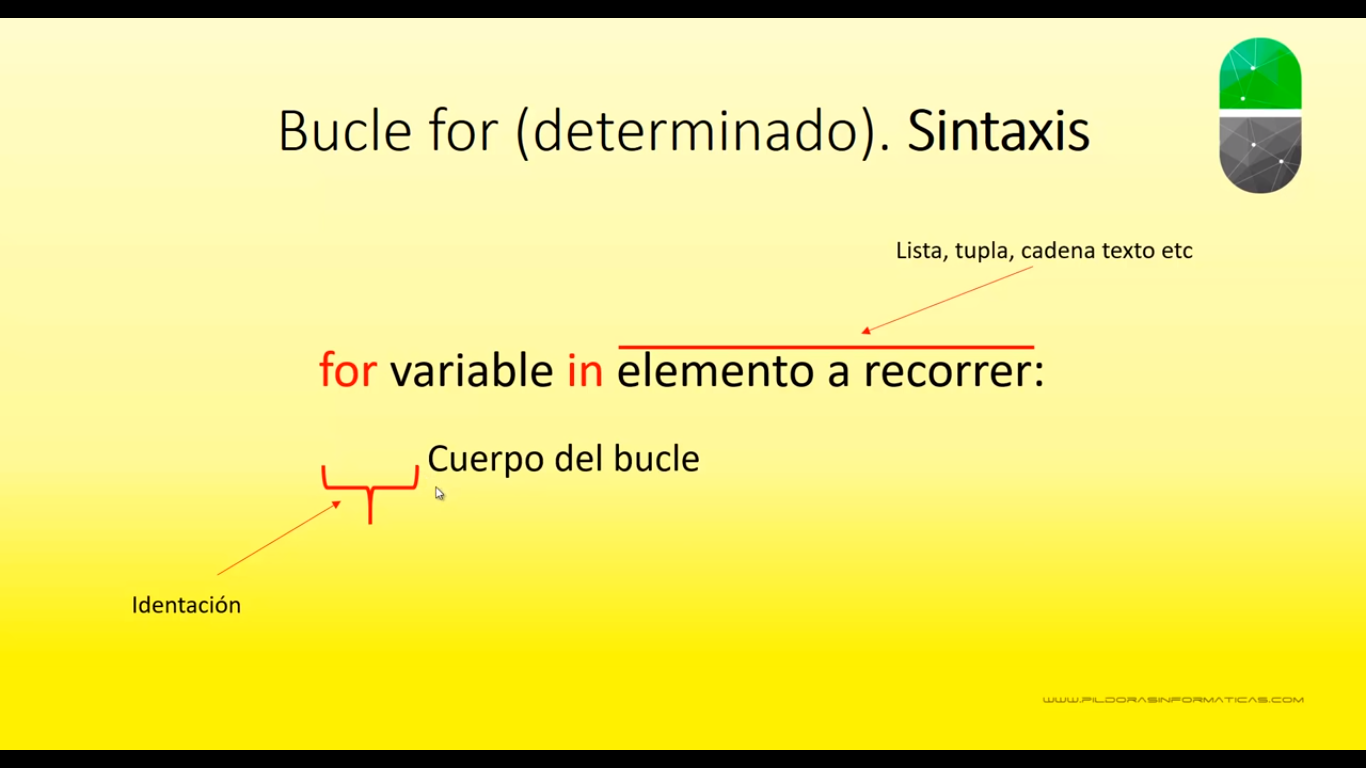 Bucle for (determinado). Sintaxis
Lista, tupla, cadena texto etc
for variable in elemento a recorrer:
Cuerpo del bucle
Identación
WWW.PILDORASINFORMATICAS.COM